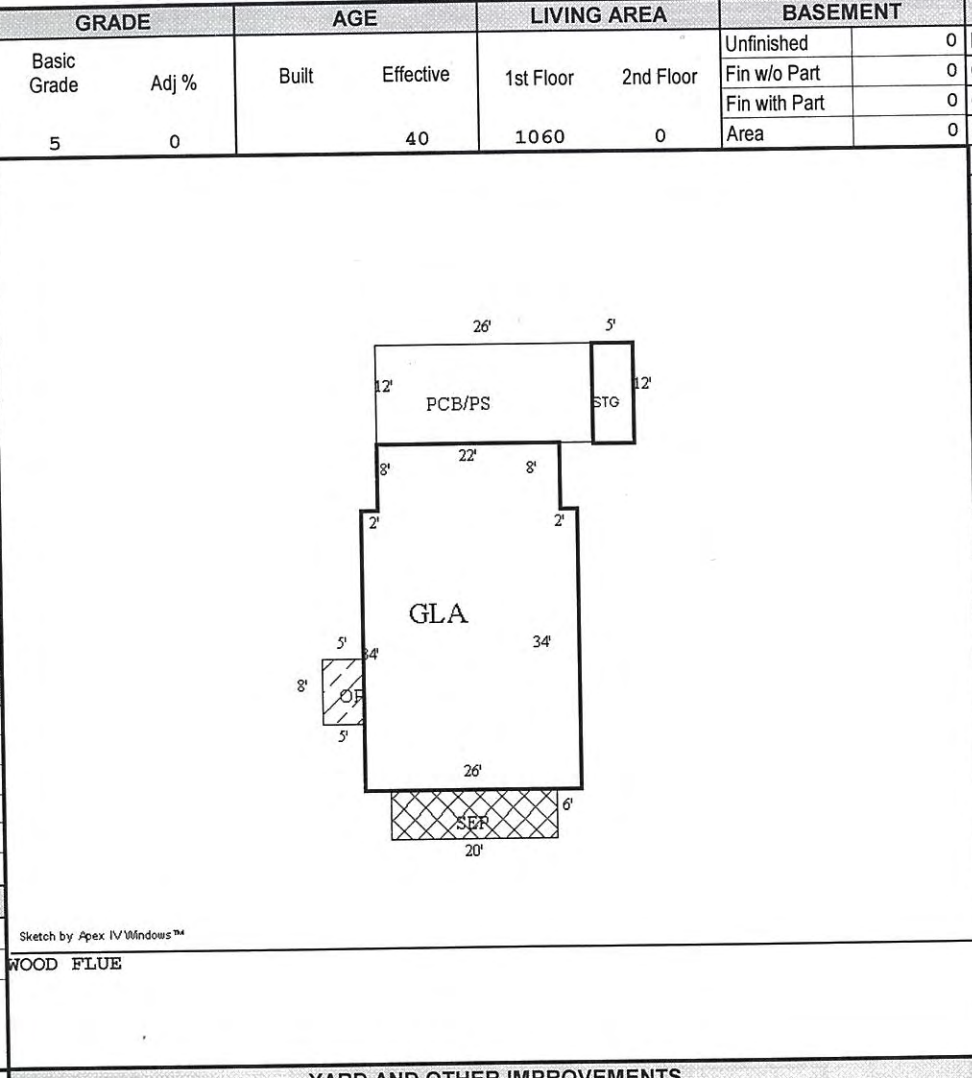 GRADE AGE LIVING AREA BASEMENT
Basic Grade Adj % Built Effective 1st Floor 2nd Floor
5 0 40 1060 0
Unfinished 0
Fin w/o Part 0
Fin with Part 0
Area 0
26' 5'
12' PCB/PS STG 12'
22'
8' 8'
2' 2'
GLA
5' 34' 34'
8' OP
5'
26'
6'
SEP
20'
Sketch by Apex IV Windows™
WOOD FLUE
YARD AND OTHER IMPROVEMENTS